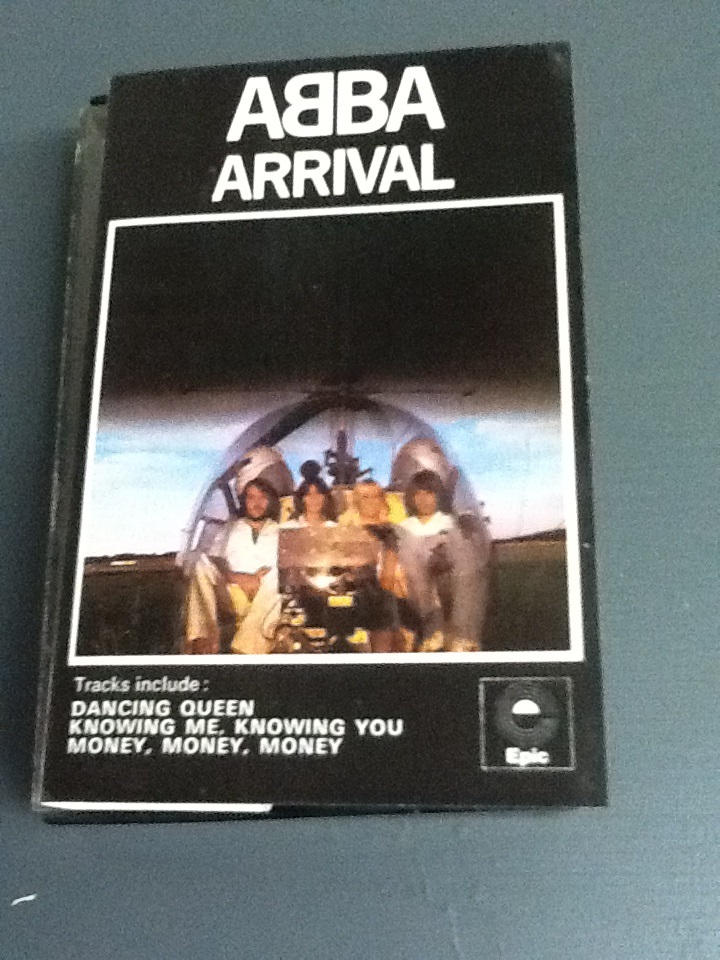 ABBA
ARRIVAL
Tracks include:
DANCING QUEEN
KNOWING ME, KNOWING YOU
MONEY, MONEY, MONEY
Epic